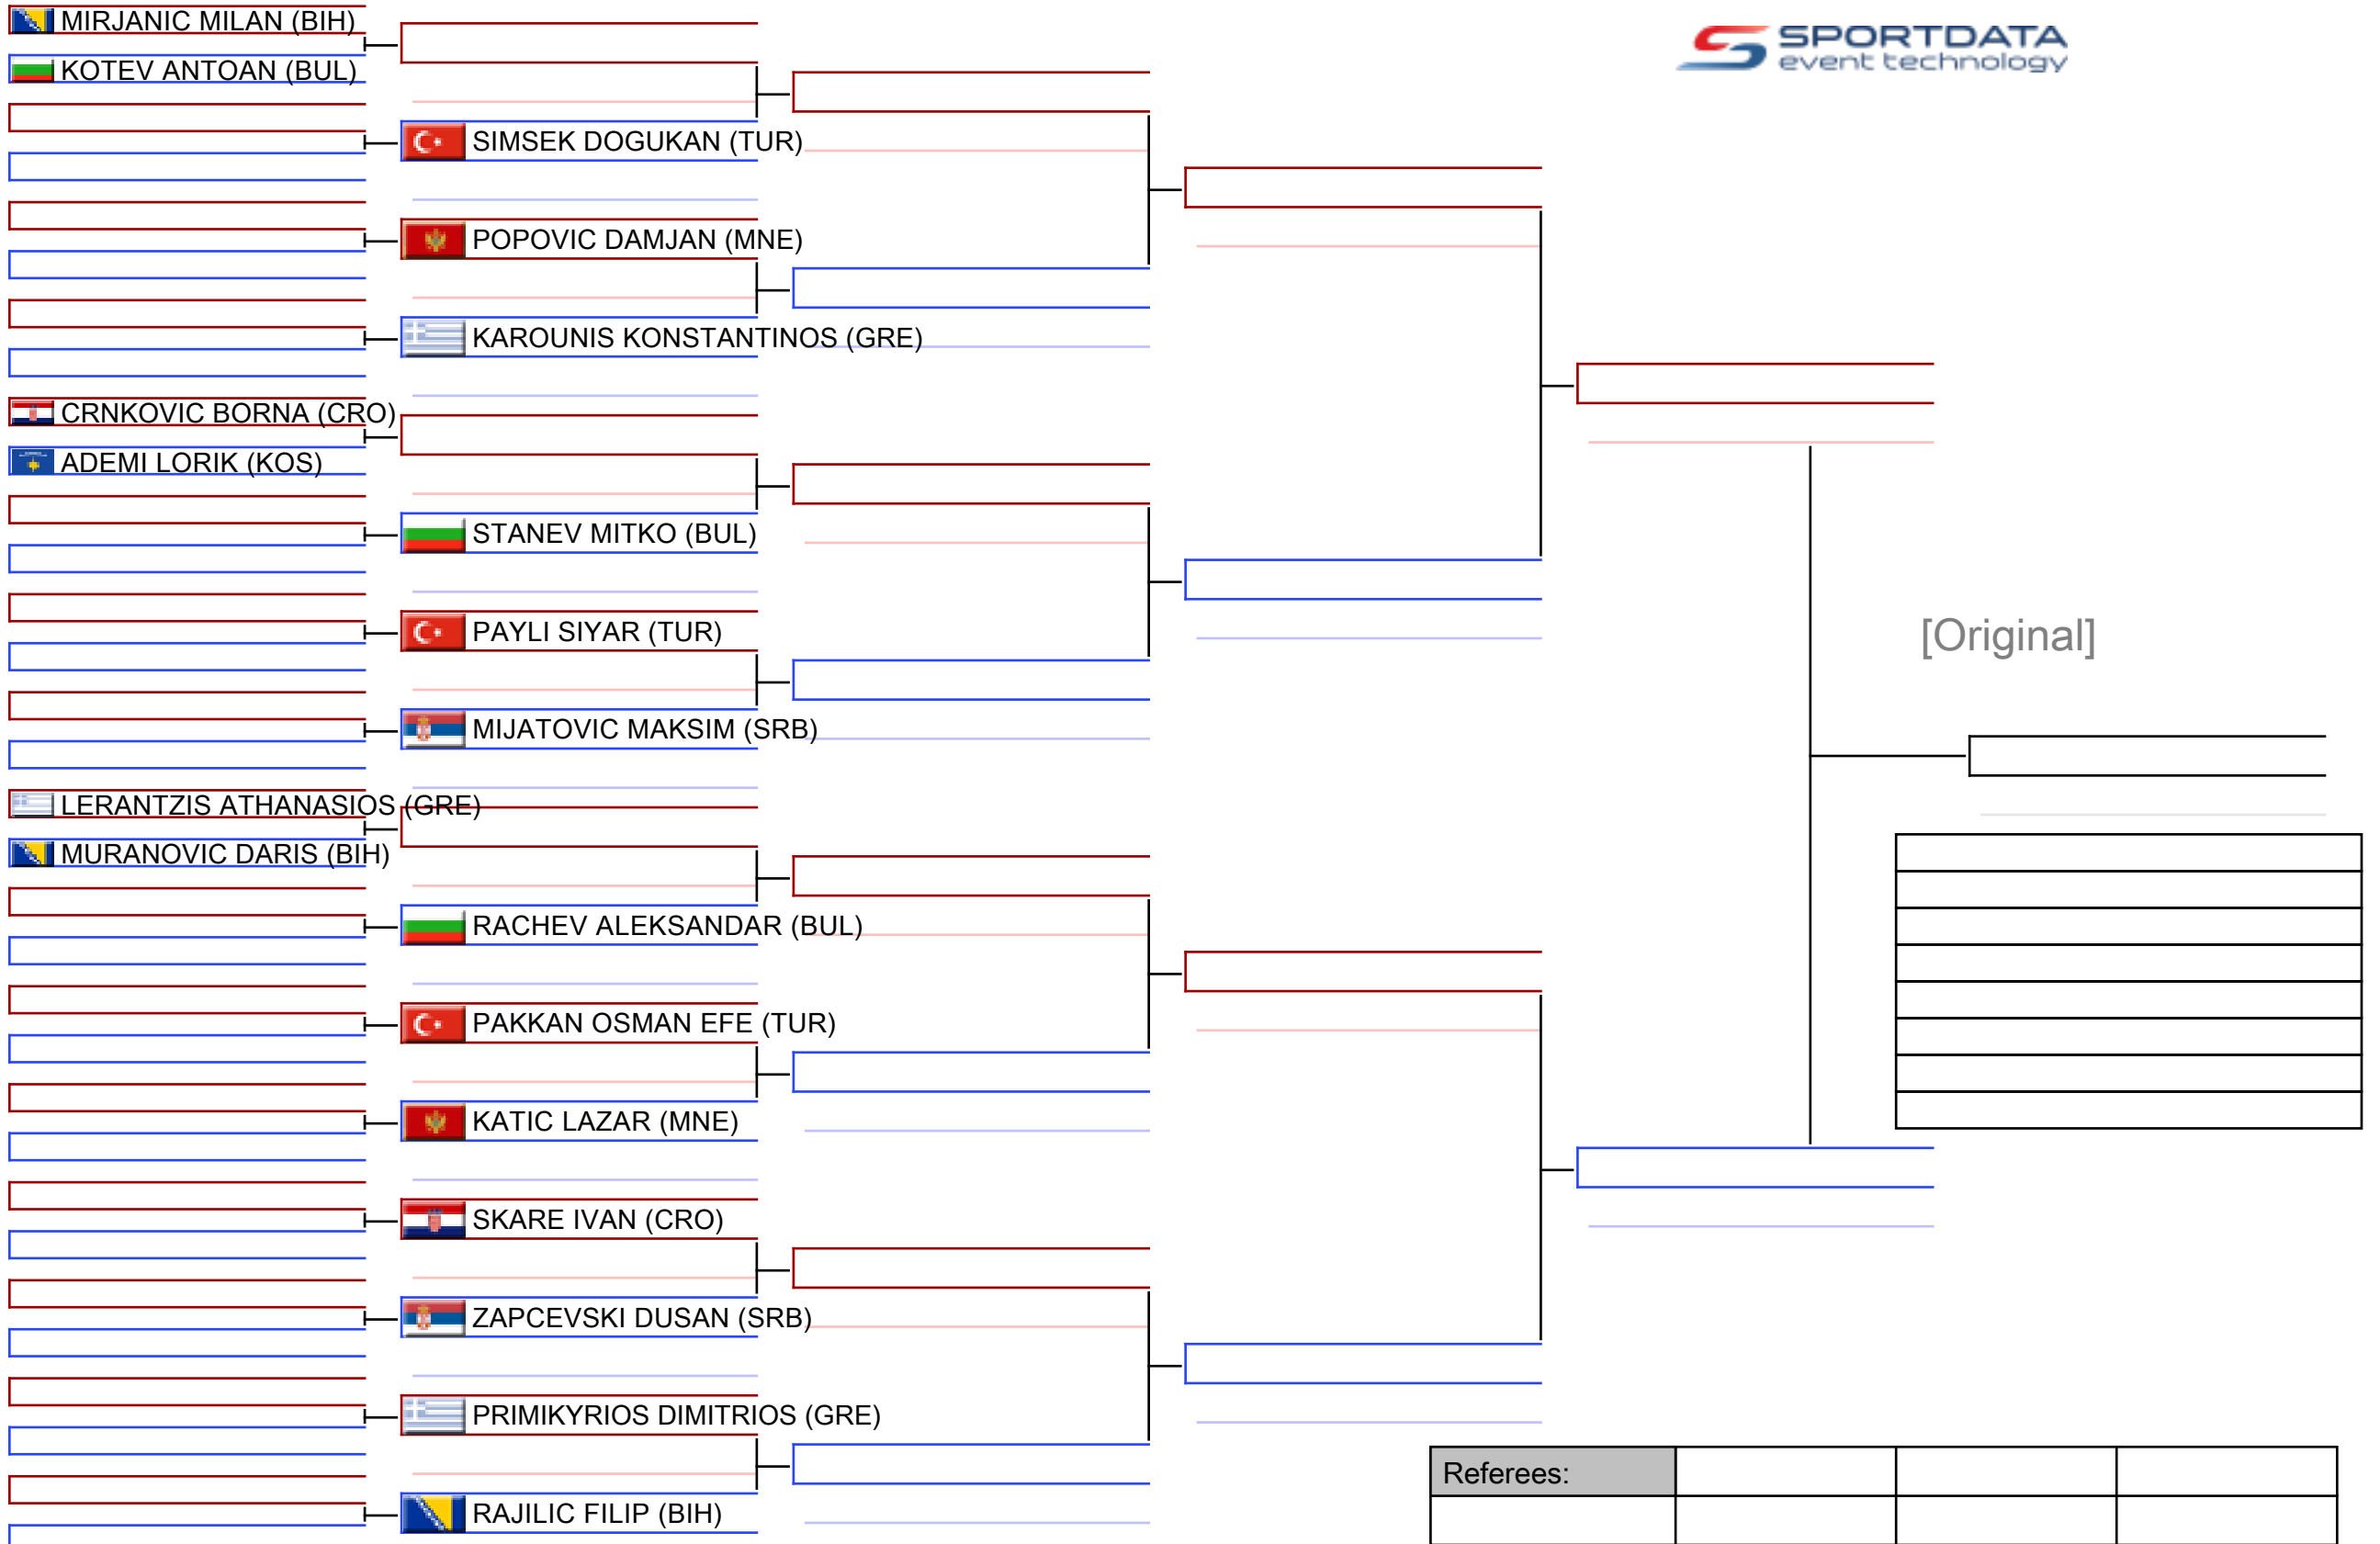 MIRJANIC MILAN (BIH)
SPORTDATA
event technology
KOTEV ANTOAN (BUL)
SIMSEK DOGUKAN (TUR)
POPOVIC DAMJAN (MNE)
KAROUNIS KONSTANTINOS (GRE)
CRNKOVIC BORNA (CRO)
ADEMI LORIK (KOS)
STANEV MITKO (BUL)
PAYLI SIYAR (TUR)
[Original]
MIJATOVIC MAKSIM (SRB)
LERANTZIS ATHANASIOS (GRE)
MURANOVIC DARIS (BIH)
RACHEV ALEKSANDAR (BUL)
PAKKAN OSMAN EFE (TUR)
KATIC LAZAR (MNE)
SKARE IVAN (CRO)
ZAPCEVSKI DUSAN (SRB)
PRIMIKYRIOS DIMITRIOS (GRE)
Referees:
RAJILIC FILIP (BIH)